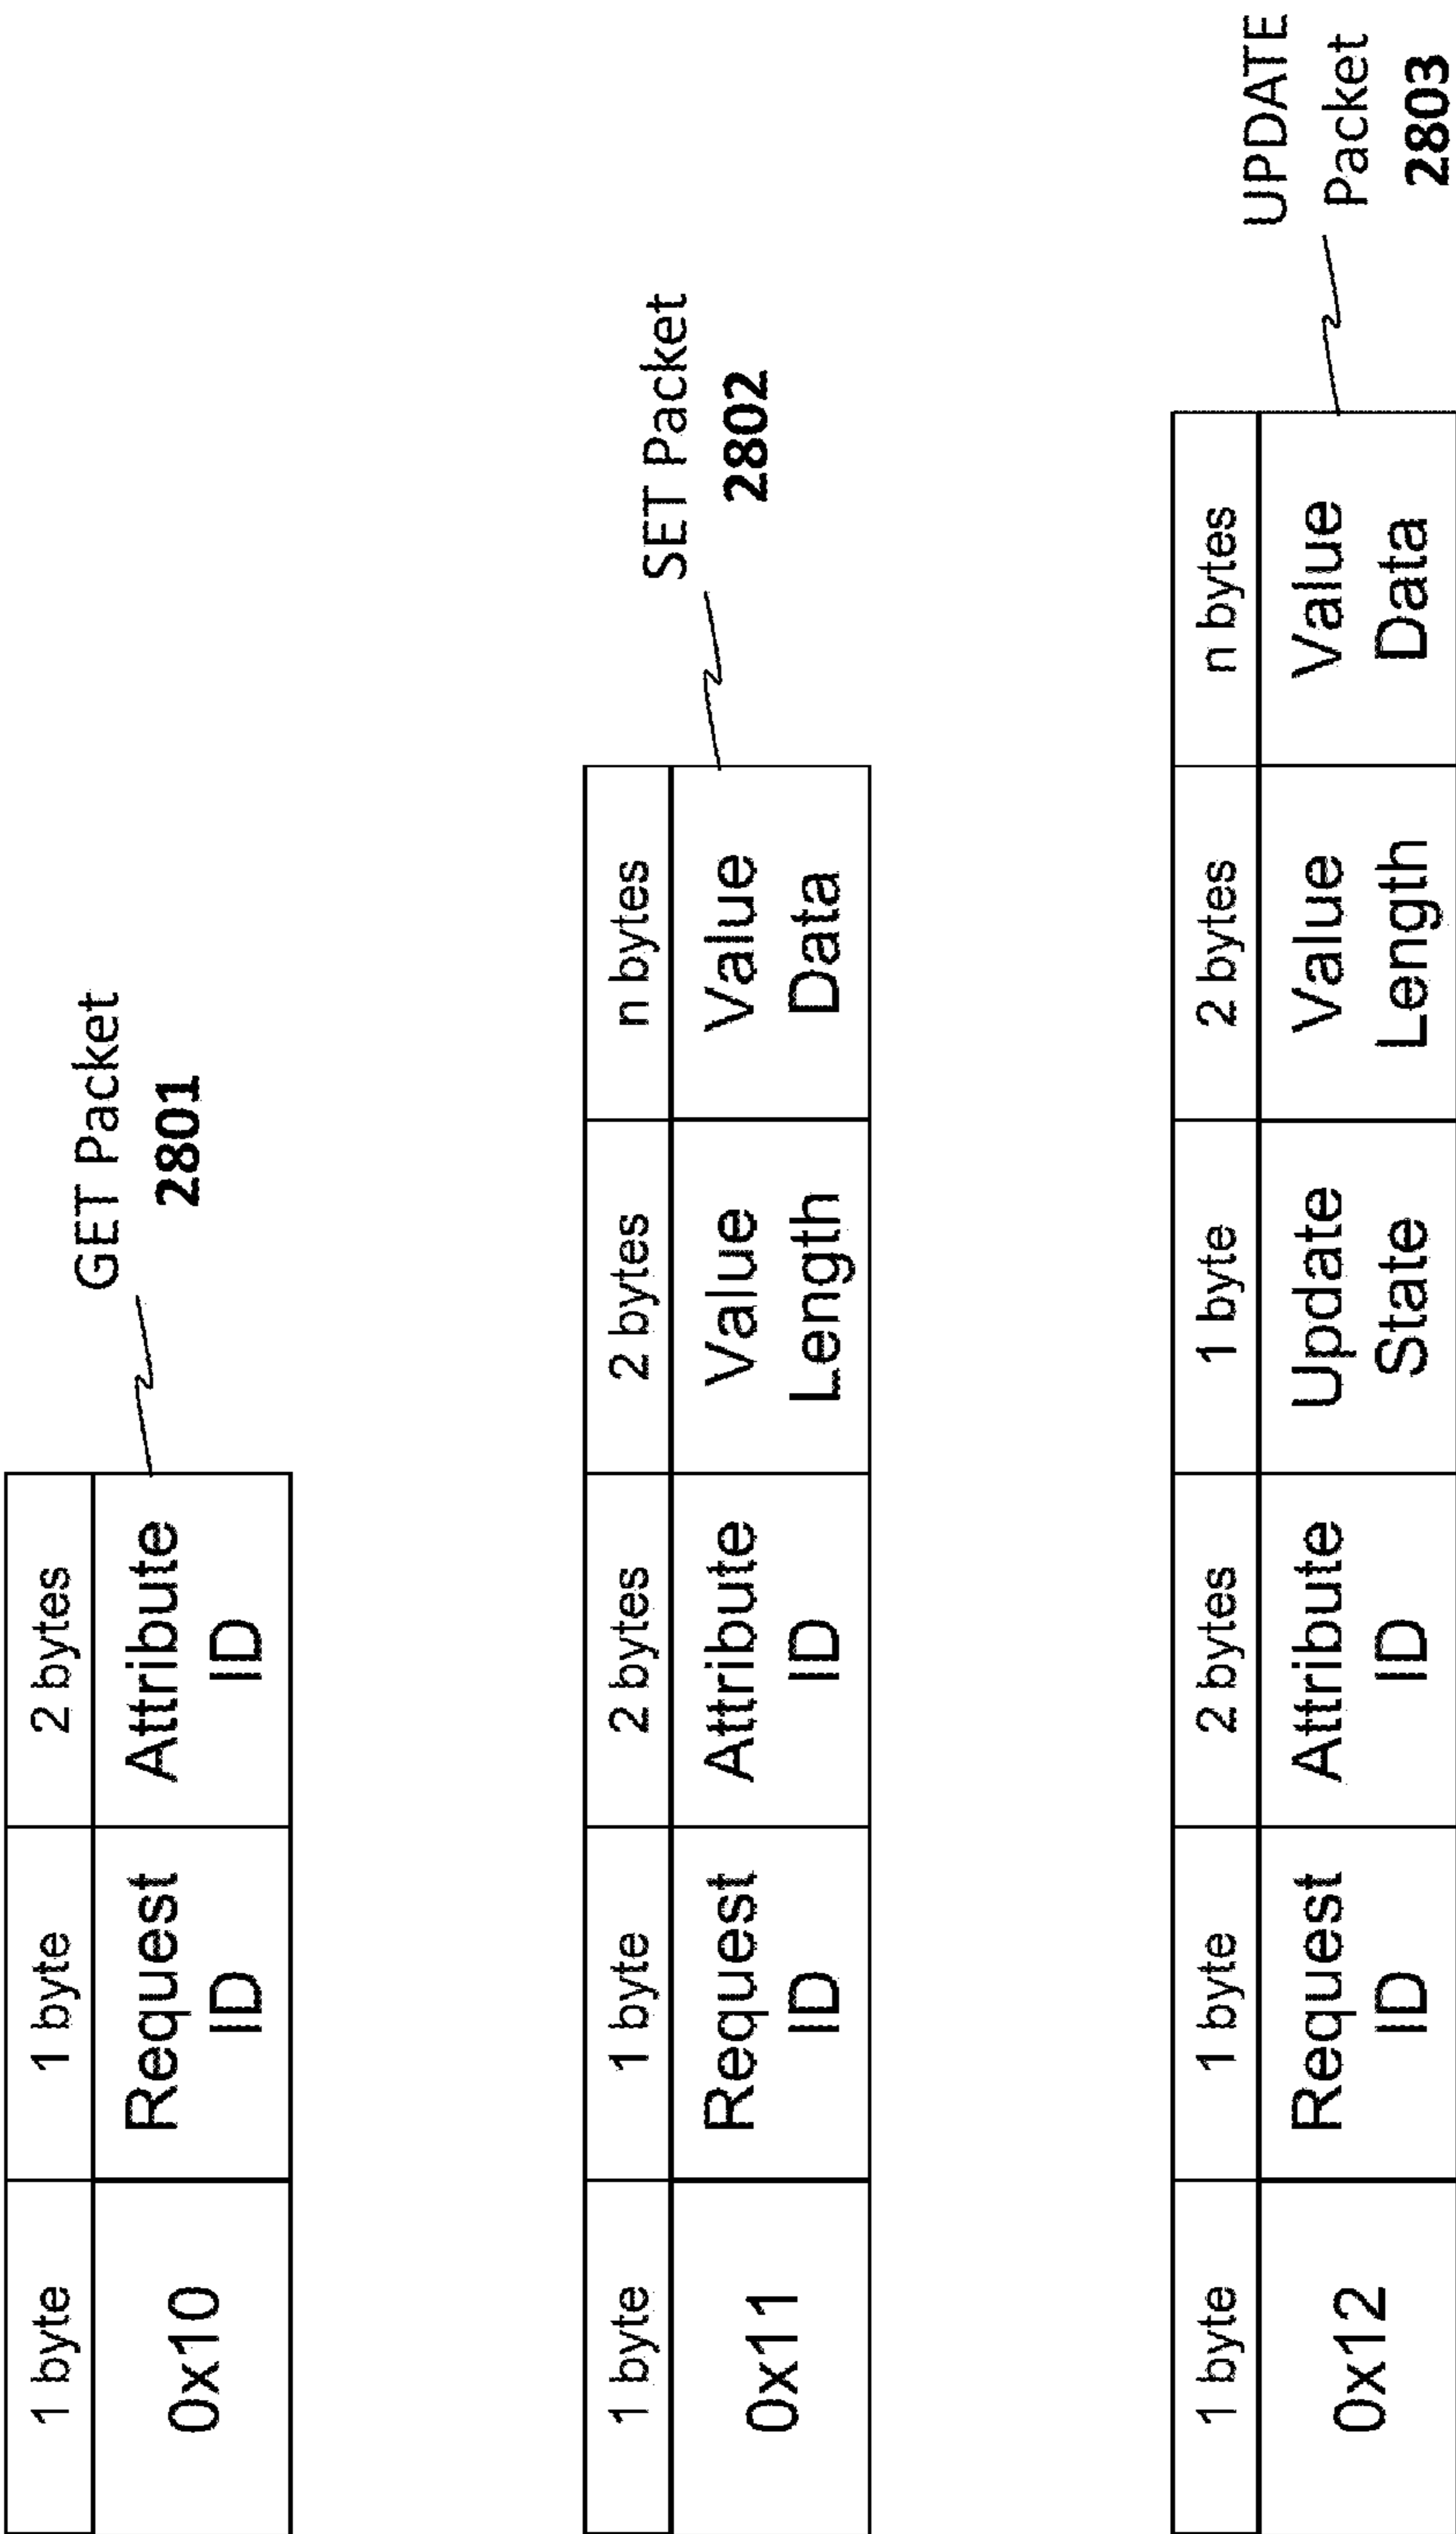 1 byte
1 byte
2 bytes
0x10
Request
ID
Attribute
ID
GET Packet
2801
1 byte
1 byte
2 bytes
2 bytes
n bytes
0x11
Request
ID
Attribute
ID
Value
Length
Value
Data
SET Packet
2802
1 byte
1 byte
2 bytes
1 byte
2 bytes
n bytes
0x12
Request
ID
Attribute
ID
Update
State
Value
Length
Value
Data
UPDATE
Packet
2803